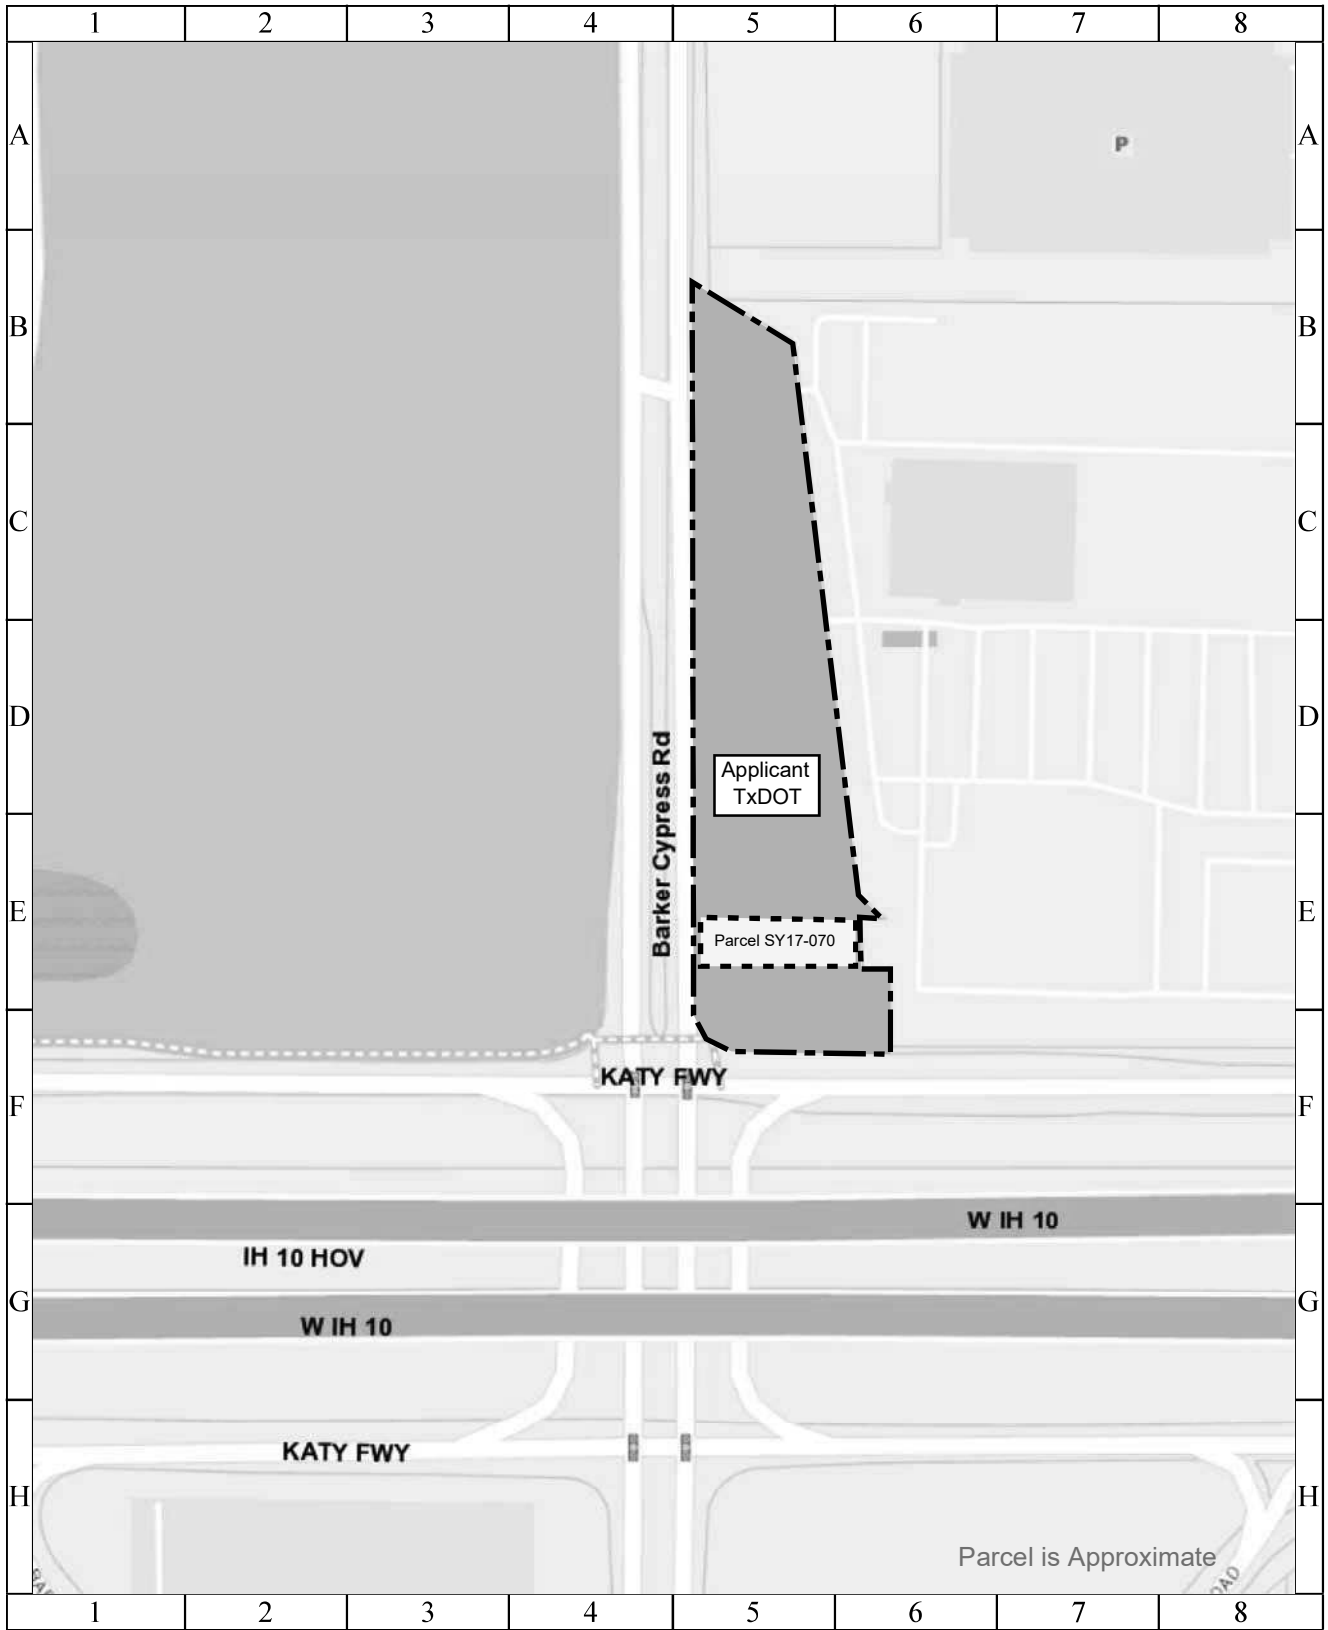 1 2 3 4 5 6 7 8
A A
P
B B
C C
D D
Applicant
TxDOT
Barker Cypress Rd
E E
Parcel SY17-070
KATY FWY
F F
W IH 10
IH 10 HOV
G G
W IH 10
KATY FWY
H H
Parcel is Approximate
1 2 3 4 5 6 7 8